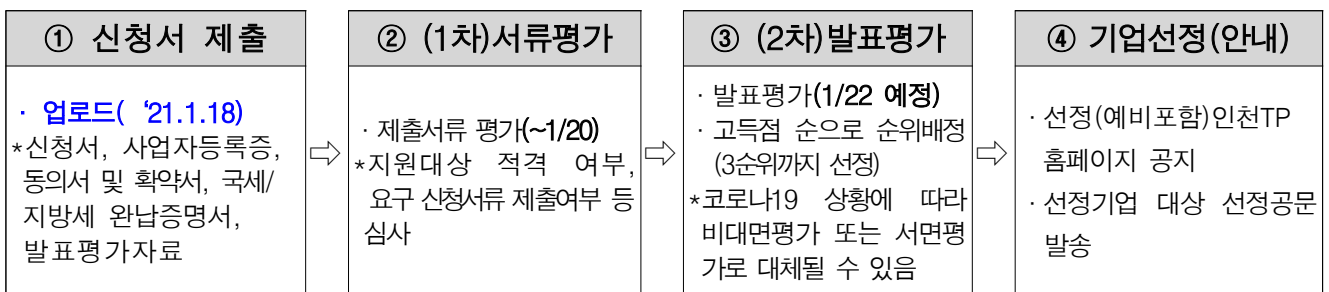 ① 신청서 제출
· 업로드( ‘21.1.18)
*신청서, 사업자등록증,
동의서 및 확약서, 국세/
지방세 완납증명서,
발표평가자료
⇨
② (1차)서류평가
· 제출서류 평가(~1/20)
*지원대상 적격 여부,
요구 신청서류 제출여부 등
심사
⇨
③ (2차)발표평가
· 발표평가(1/22 예정)
· 고득점 순으로 순위배정
(3순위까지 선정)
*코로나19 상황에 따라
비대면평가 또는 서면평
가로 대체될 수 있음
⇨
④ 기업선정(안내)
· 선정(예비포함)인천TP
홈페이지 공지
· 선정기업 대상 선정공문
발송